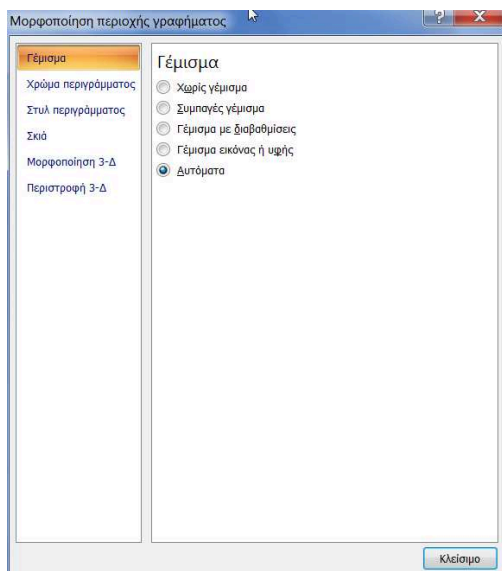 Μορφοποίηση περιοχής γραφήματος
Γέμισμα
Χρώμα περιγράμματος
Στυλ περιγράμματος
Σκιά
Μορφοποίηση 3-Δ
Περιστροφή 3-Δ
Γέμισμα
Χωρίς γέμισμα
Συμπαγές γέμισμα
Γέμισμα με διαβαθμίσεις
Γέμισμα εικόνας ή υφής
Αυτόματα
Κλείσιμο